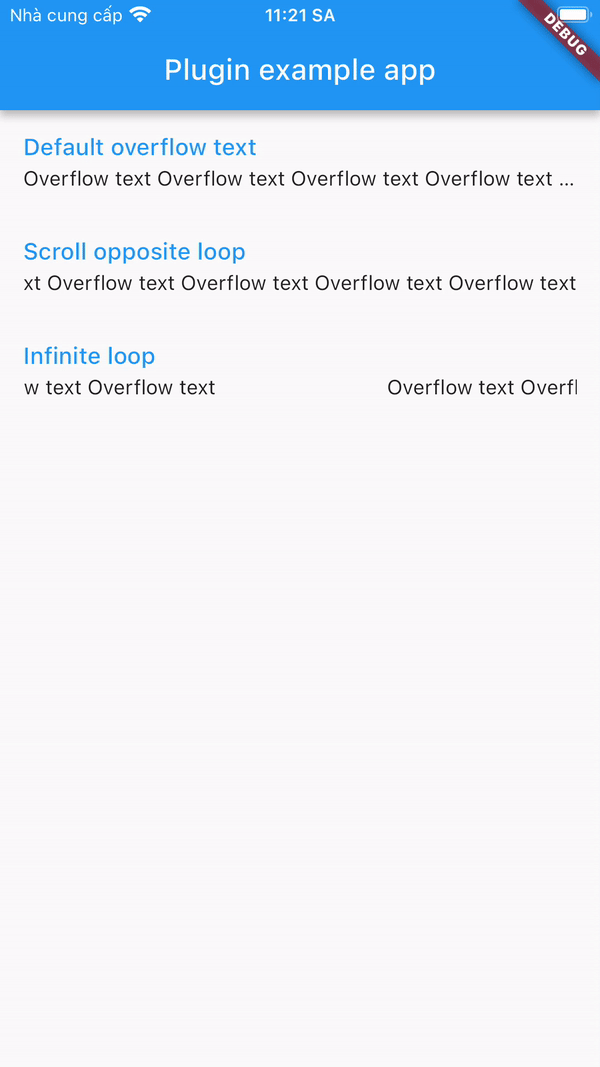 Nhà cung cấp 11:21 SA
DEBUG
Plugin example app
Default overflow text
Overflow text Overflow text Overflow text Overflow text ...
Scroll opposite loop
xt Overflow text Overflow text Overflow text Overflow text
Infinite loop
w text Overflow text Overflow text Overfl